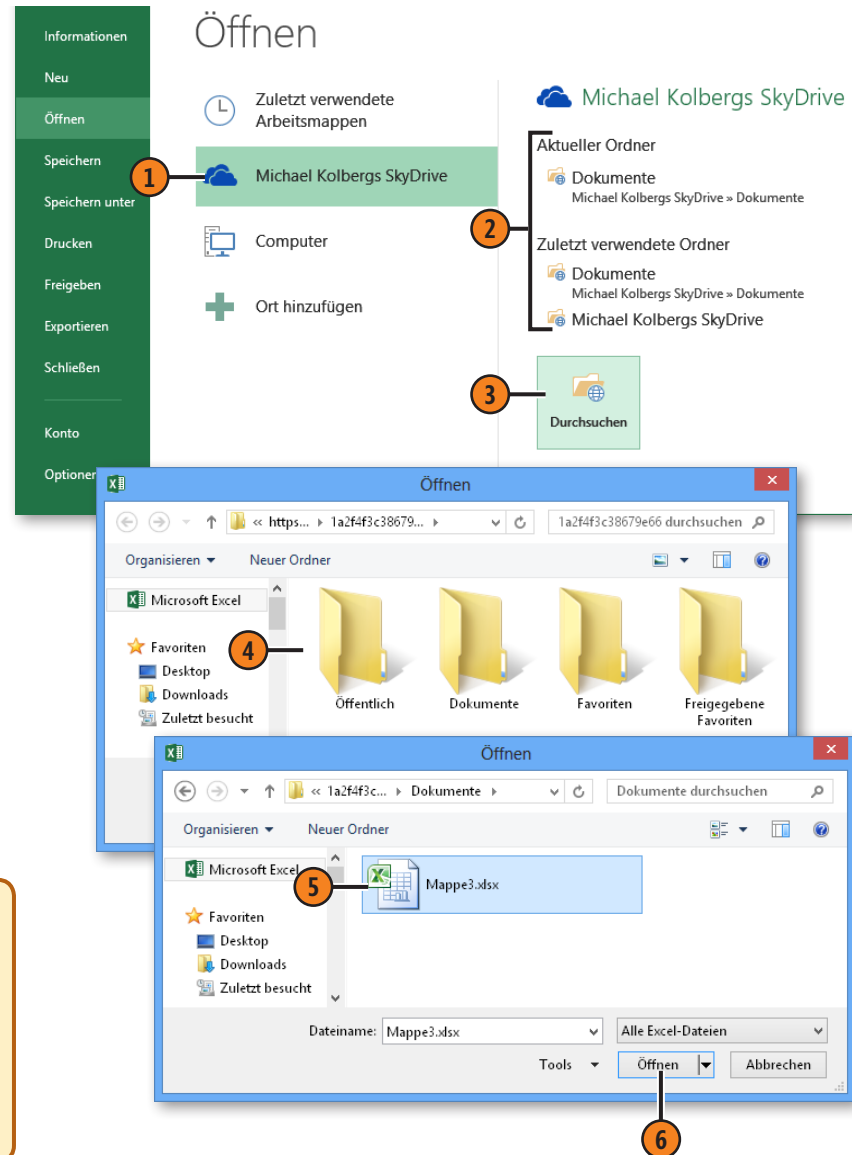 Informationen
Neu
Öffnen
Speichern
Speichern unter
Drucken
Freigeben
Exportieren
Schließen
Konto
Optionen
Öffnen
Zuletzt verwendete
Arbeitsmappen
1
Michael Kolbergs SkyDrive
Computer
Ort hinzufügen
Michael Kolbergs SkyDrive
Aktueller Ordner
Dokumente
Michael Kolbergs SkyDrive » Dokumente
2
Zuletzt verwendete Ordner
Dokumente
Michael Kolbergs SkyDrive » Dokumente
Michael Kolbergs SkyDrive
3
Durchsuchen
Öffnen
« https... 1a2f4f3c38679...
1a2f4f3c38679e66 durchsuchen
Organisieren Neuer Ordner
Microsoft Excel
Favoriten
Desktop
Downloads
Zuletzt besucht
4
Öffentlich
Dokumente
Favoriten
Freigegebene
Favoriten
Öffnen
« 1a2f4f3c... Dokumente
Dokumente durchsuchen
Organisieren Neuer Ordner
Microsoft Excel
Favoriten
Desktop
Downloads
Zuletzt besucht
5
Mappe3.xlsx
Dateiname: Mappe3.xlsx
Alle Excel-Dateien
Tools Öffnen Abbrechen
6